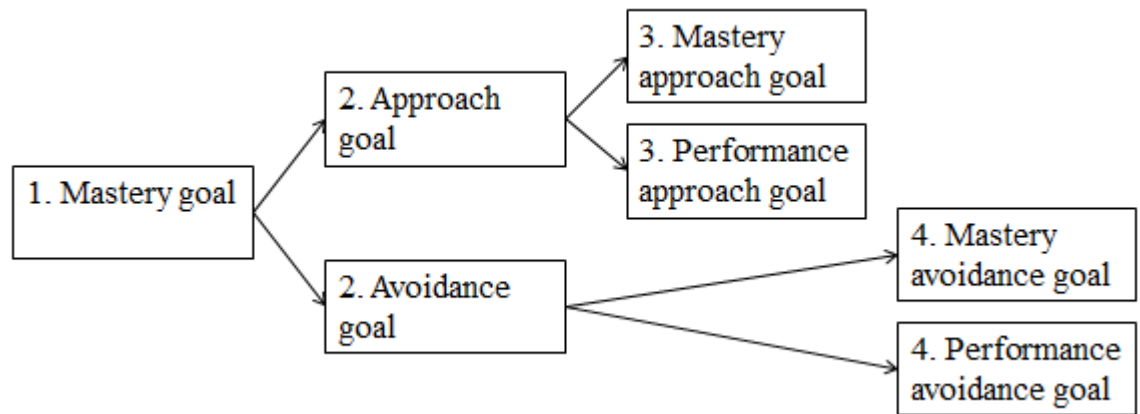 3. Mastery
approach goal
2. Approach
goal
3. Performance
approach goal
1. Mastery goal
4. Mastery
avoidance goal
2. Avoidance
goal
4. Performance
avoidance goal